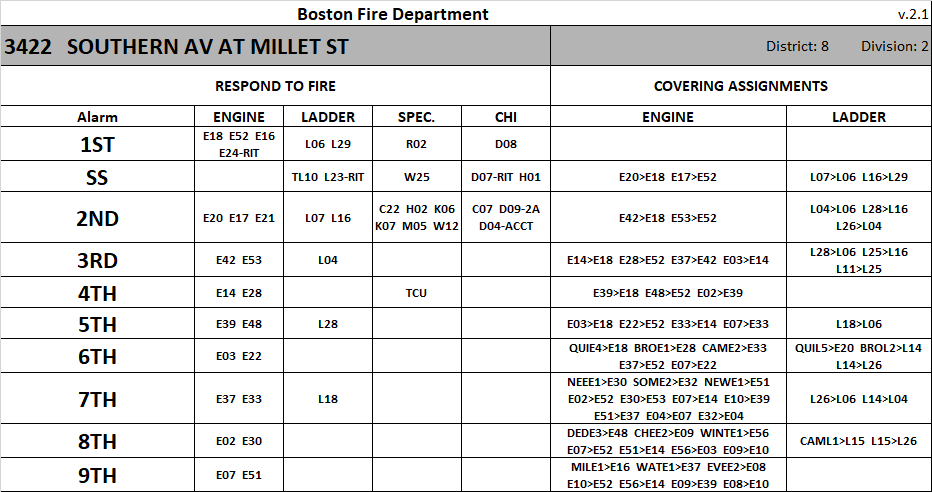 Boston Fire Department v.2.1
3422 SOUTHERN AV AT MILLET ST District: 8 Division: 2
RESPOND TO FIRE COVERING ASSIGNMENTS
Alarm ENGINE LADDER SPEC. CHI ENGINE LADDER
1ST
E18 E52 E16
E24-RIT
L06 L29
R02
D08
SS
TL10 L23-RIT
W25
D07-RIT H01
E20>E18 E17>E52
L07>L06 L16>L29
2ND
E20 E17 E21
L07 L16
C22 H02 K06
K07 M05 W12
C07 D09-2A
D04-ACCT
E42>E18 E53>E52
L04>L06 L28>L16
L26>L04
3RD
E42 E53
L04
E14>E18 E28>E52 E37>E42 E03>E14
L28>L06 L25>L16
L11>L25
4TH
E14 E28
TCU
E39>E18 E48>E52 E02>E39
5TH
E39 E48
L28
E03>E18 E22>E52 E33>E14 E07>E33
L18>L06
6TH
E03 E22
QUIE4>E18 BROE1>E28 CAME2>E33
E37>E52 E07>E22
QUIL5>E20 BROL2>L14
L14>L26
7TH
E37 E33
L18
NEEE1>E30 SOME2>E32 NEWE1>E51
E02>E52 E30>E53 E07>E14 E10>E39
E51>E37 E04>E07 E32>E04
L26>L06 L14>L04
8TH
E02 E30
DEDE3>E48 CHEE2>E09 WINTE1>E56
E07>E52 E51>E14 E56>E03 E09>E10
CAML1>L15 L15>L26
9TH
E07 E51
MILE1>E16 WATE1>E37 EVEE2>E08
E10>E52 E56>E14 E09>E39 E08>E10